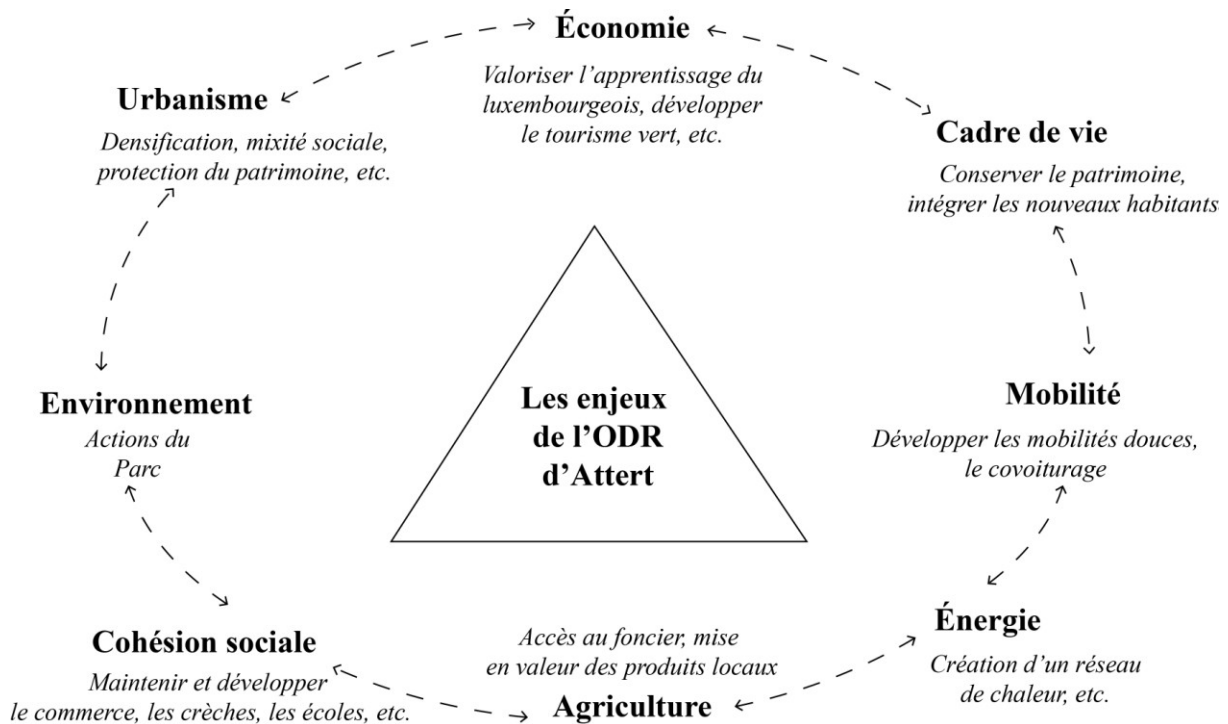 Économie
Valoriser l’apprentissage du
luxembourgeois, développer
le tourisme vert, etc.
Urbanisme
Densification, mixité sociale,
protection du patrimoine, etc.
Cadre de vie
Conserver le patrimoine,
intégrer les nouveaux habitants
Environnement
Actions du
Parc
Les enjeux
de l’ODR
d’Attert
Mobilité
Développer les mobilités douces,
le covoiturage
Cohésion sociale
Maintenir et développer
le commerce, les crèches, les écoles, etc.
Accès au foncier, mise
en valeur des produits locaux
Agriculture
Énergie
Création d’un réseau
de chaleur, etc.